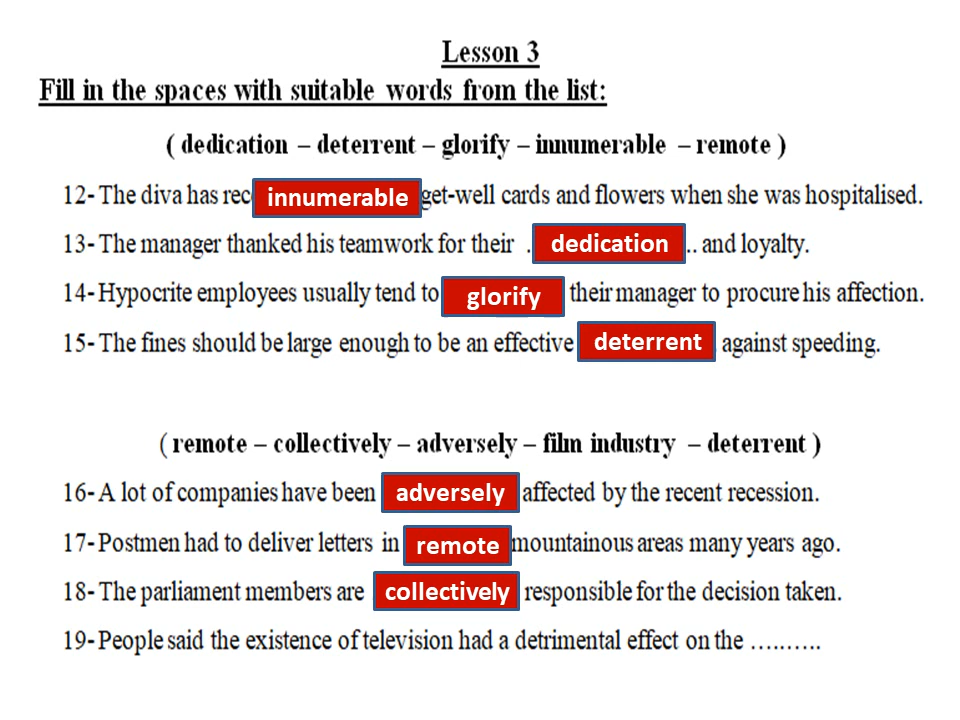 Lesson 3
Fill in the spaces with suitable words from the list:
( dedication – deterrent – glorify – innumerable – remote )
12- The diva has rec innumerable get-well cards and flowers when she was hospitalised.
13- The manager thanked his teamwork for their . dedication .. and loyalty.
14- Hypocrite employees usually tend to glorify their manager to procure his affection.
15- The fines should be large enough to be an effective deterrent against speeding.
( remote – collectively – adversely – film industry – deterrent )
16- A lot of companies have been adversely affected by the recent recession.
17- Postmen had to deliver letters in remote mountainous areas many years ago.
18- The parliament members are collectively responsible for the decision taken.
19- People said the existence of television had a detrimental effect on the ……….